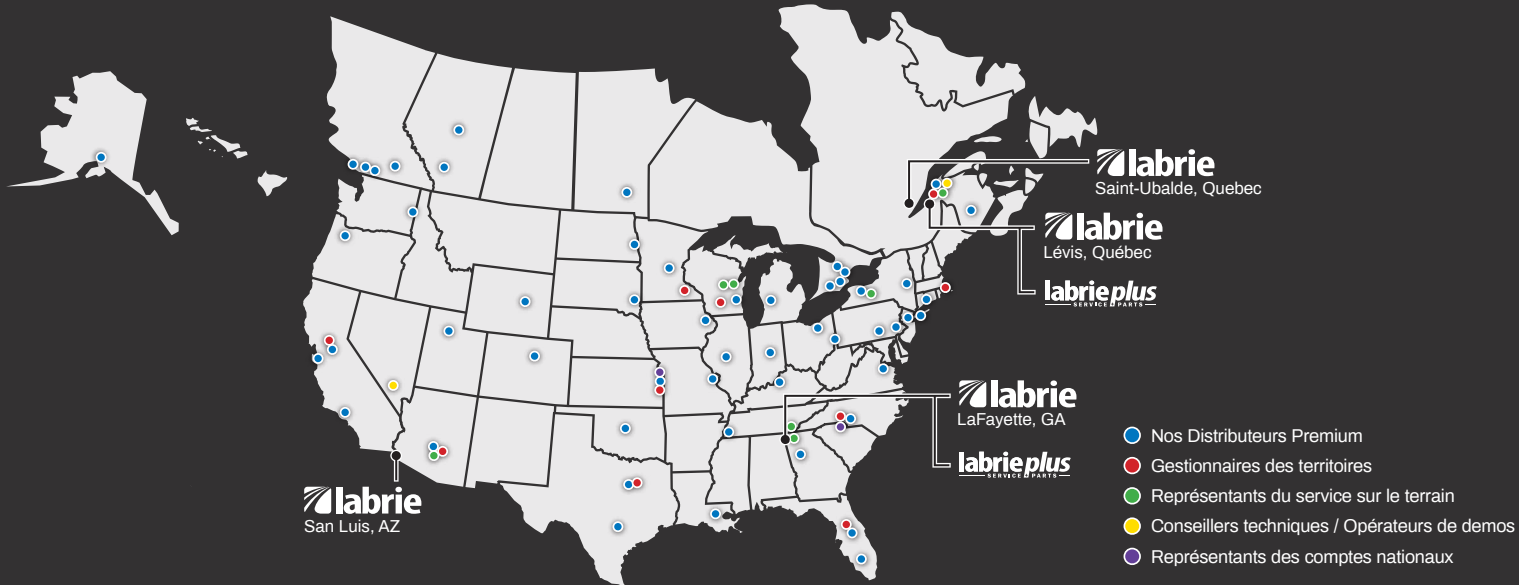 labrie
Saint-Ubalde, Quebec
labrie
Lévis, Québec
labrieplus
SERVICE & PARTS
labrie
LaFayette, GA
labrieplus
SERVICE & PARTS
labrie
San Luis, AZ
Nos Distributeurs Premium
Gestionnaires des territoires
Représentants du service sur le terrain
Conseillers techniques / Opérateurs de demos
Représentants des comptes nationaux